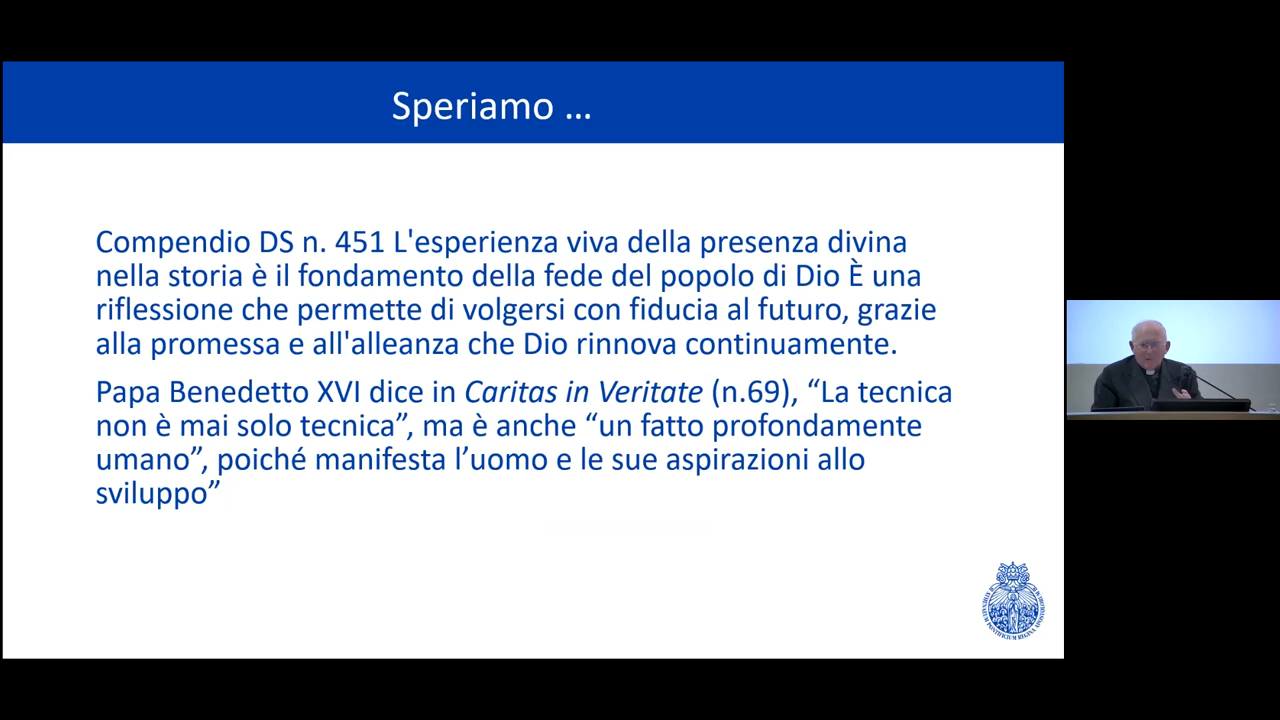 Speriamo ...
Compendio DS n. 451 L'esperienza viva della presenza divina
nella storia è il fondamento della fede del popolo di Dio È una
riflessione che permette di volgersi con fiducia al futuro, grazie
alla promessa e all'alleanza che Dio rinnova continuamente.
Papa Benedetto XVI dice in Caritas in Veritate (n.69), “La tecnica
non è mai solo tecnica”, ma è anche “un fatto profondamente
umano”, poiché manifesta l’uomo e le sue aspirazioni allo
sviluppo”